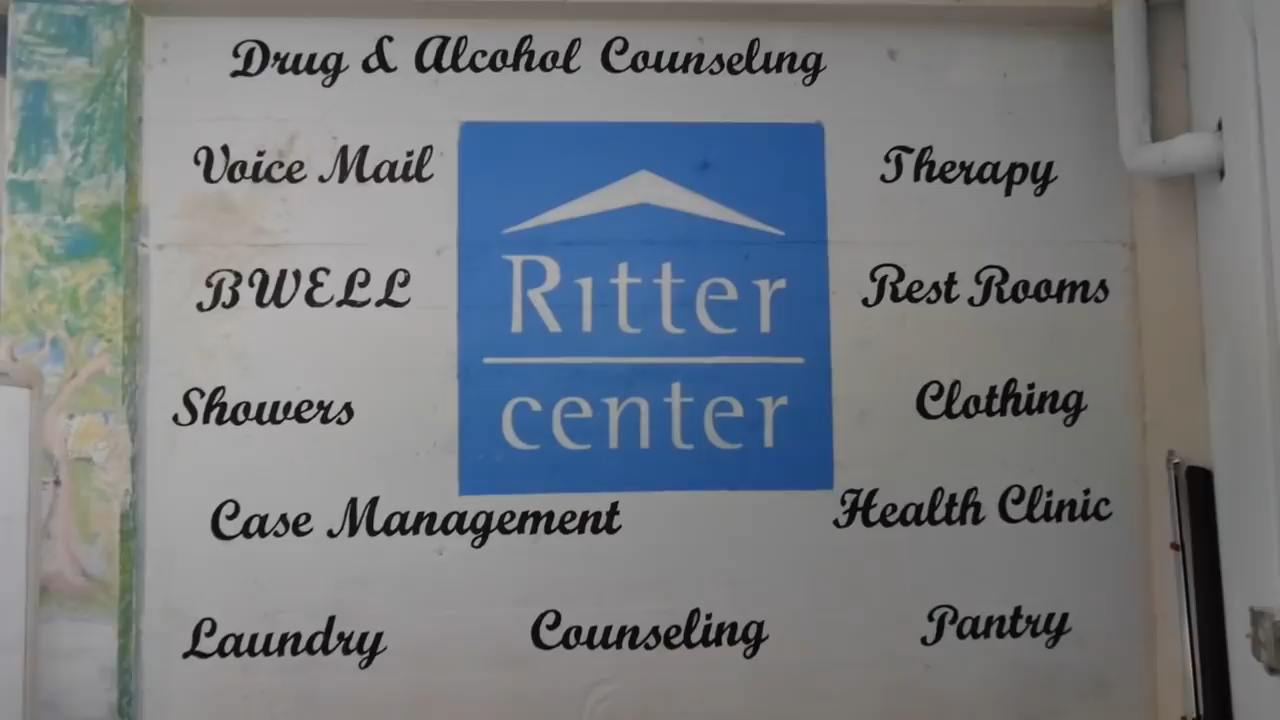 Drug & Alcohol Counseling
Voice Mail
Therapy
BWELL
Ritter
center
Rest Rooms
Showers
Clothing
Case Management
Health Clinic
Laundry
Counseling
Pantry